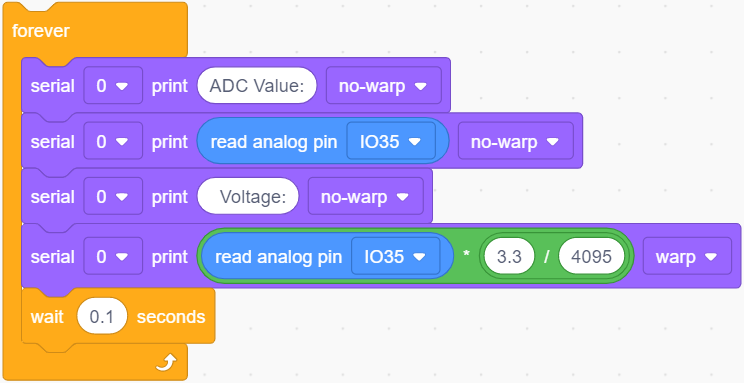 forever
serial 0 print ADC Value: no-warp
serial 0 print read analog pin IO35 no-warp
serial 0 print Voltage: no-warp
serial 0 print read analog pin IO35 * 3.3 / 4095 warp
wait 0.1 seconds